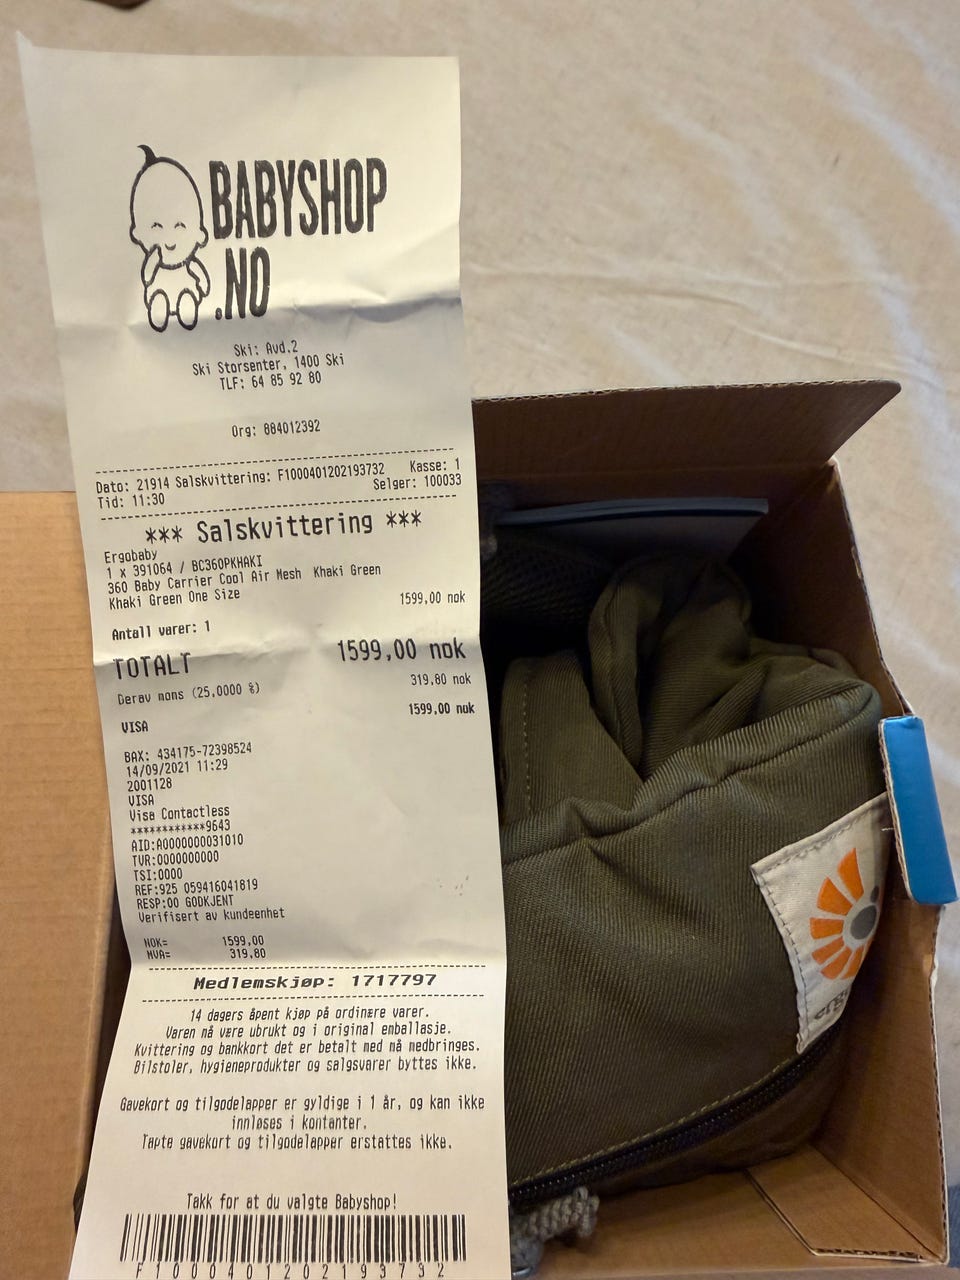 BABYSHOP
.NO
Ski: Avd.2
Ski Storsenter, 1400 Ski
TLF: 64 85 92 80
Org: 884012392
Dato: 21914 Salskvittering: F1000401202193732 Kasse: 1
Tid: 11:30 Selger: 100033
*** Salskvittering ***
Ergobaby
1 x 391064 / BC360PKHAKI
360 Baby Carrier Cool Air Mesh Khaki Green
Khaki Green One Size 1599,00 nok
Antall varer: 1
TOTALT 1599,00 nok
Derav mons (25,0000 %) 319,80 nok
VISA 1599,00 nok
BAX: 434175-72398524
14/09/2021 11:29
2001128
VISA
Visa Contactless
************9643
AID:A0000000031010
TVR:0000000000
TSI:0000
REF:925 059416041819
RESP:00 GODKJENT
Verifisert av kundeenhet
NOK= 1599,00
MVA= 319,80
Medlemskjøp: 1717797
14 dagers åpent kjøp på ordinære varer.
Varen må være ubrukt og i original emballasje.
Kvittering og bankkort det er betalt med må medbringes.
Bilstoler, hygieneprodukter og salgsvarer byttes ikke.
Gavekort og tilgodelapper er gyldige i 1 år, og kan ikke
innløses i kontanter.
Tapte gavekort og tilgodelapper erstattes ikke.
Takk for at du valgte Babyshop!
F1000401202193732